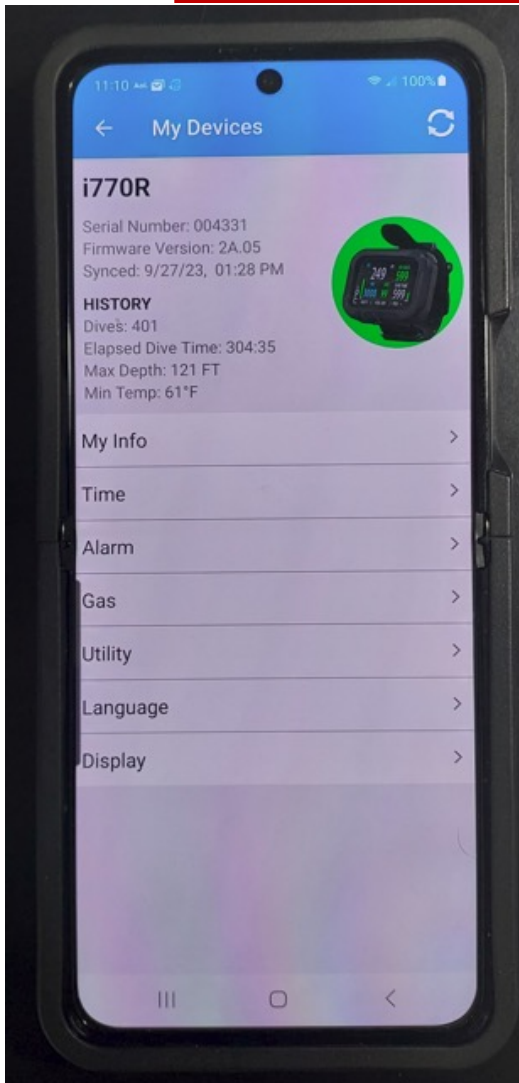 11:10
100%
My Devices
i770R
Serial Number: 004331
Firmware Version: 2A.05
Synced: 9/27/23, 01:28 PM
HISTORY
Dives: 401
Elapsed Dive Time: 304:35
Max Depth: 121 FT
Min Temp: 61°F
249 599
My Info
Time
Alarm
Gas
Utility
Language
Display